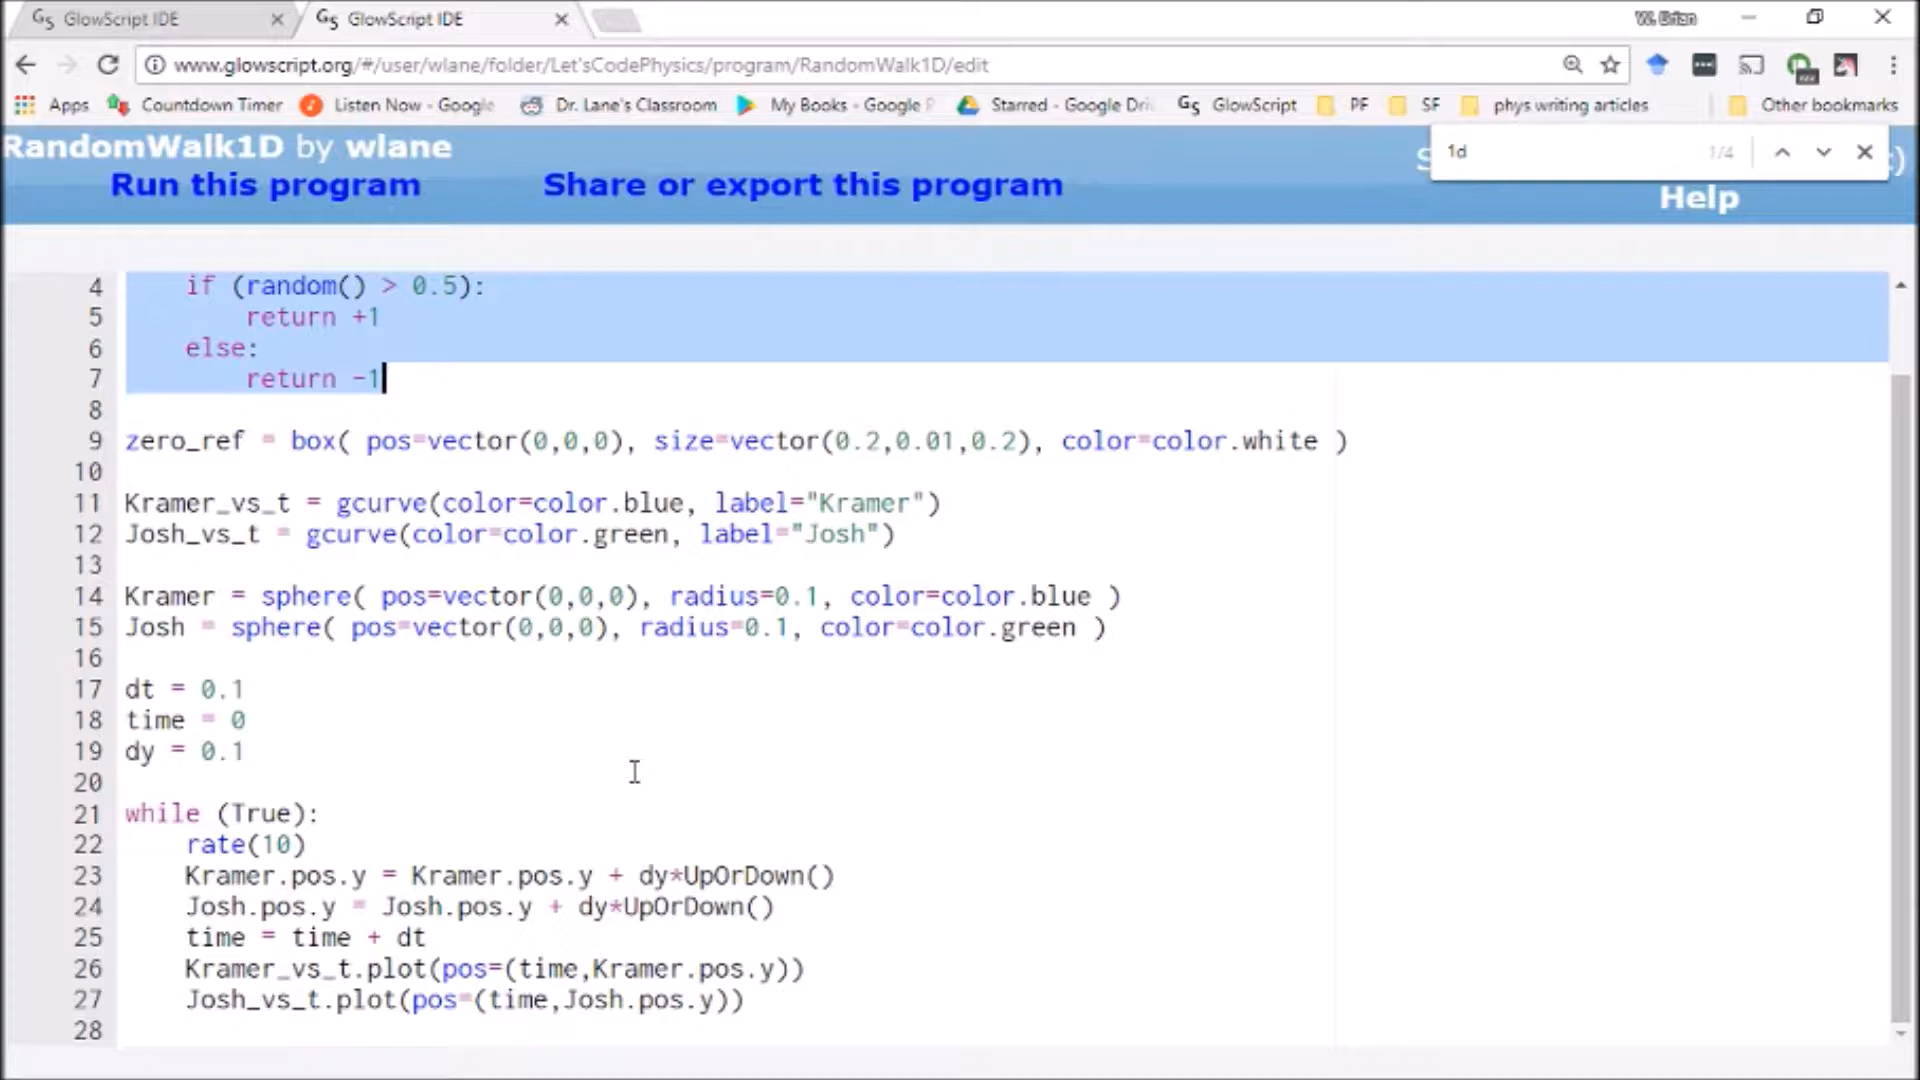 GlowScript IDE
GlowScript IDE
W. Brian
www.glowscript.org/#/user/wlane/folder/Let'sCodePhysics/program/RandomWalk1D/edit
Apps Countdown Timer Listen Now - Google Dr. Lane's Classroom My Books - Google P Starred - Google Dri GlowScript PF SF phys writing articles Other bookmarks
RandomWalk1D by wlane
1d 1/4
Run this program Share or export this program
Help
4 if (random() > 0.5):
5 return +1
6 else:
7 return -1
8
9 zero_ref = box( pos=vector(0,0,0), size=vector(0.2,0.01,0.2), color=color.white )
10
11 Kramer_vs_t = gcurve(color=color.blue, label="Kramer")
12 Josh_vs_t = gcurve(color=color.green, label="Josh")
13
14 Kramer = sphere( pos=vector(0,0,0), radius=0.1, color=color.blue )
15 Josh = sphere( pos=vector(0,0,0), radius=0.1, color=color.green )
16
17 dt = 0.1
18 time = 0
19 dy = 0.1
20
21 while (True):
22 rate(10)
23 Kramer.pos.y = Kramer.pos.y + dy*UpOrDown()
24 Josh.pos.y = Josh.pos.y + dy*UpOrDown()
25 time = time + dt
26 Kramer_vs_t.plot(pos=(time,Kramer.pos.y))
27 Josh_vs_t.plot(pos=(time,Josh.pos.y))
28